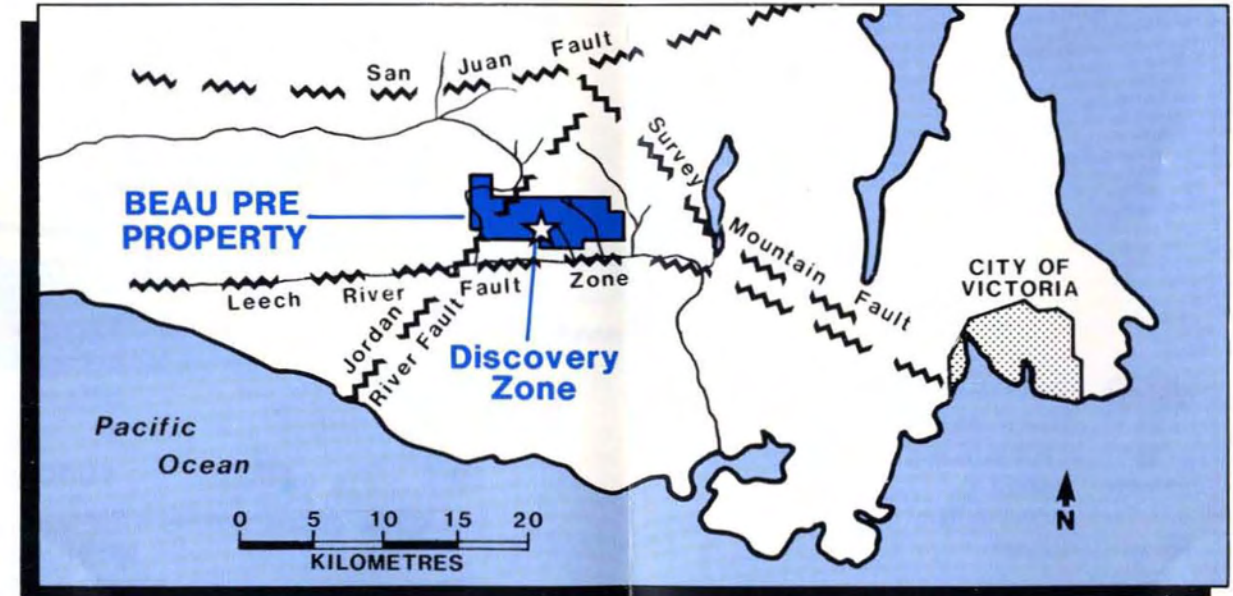 San Juan Fault
Survey Mountain Fault
BEAU PRE
PROPERTY
Leech River Fault Zone
Jordan
River Fault
Discovery
Zone
CITY OF
VICTORIA
Pacific
Ocean
0 5 10 15 20
KILOMETRES
N